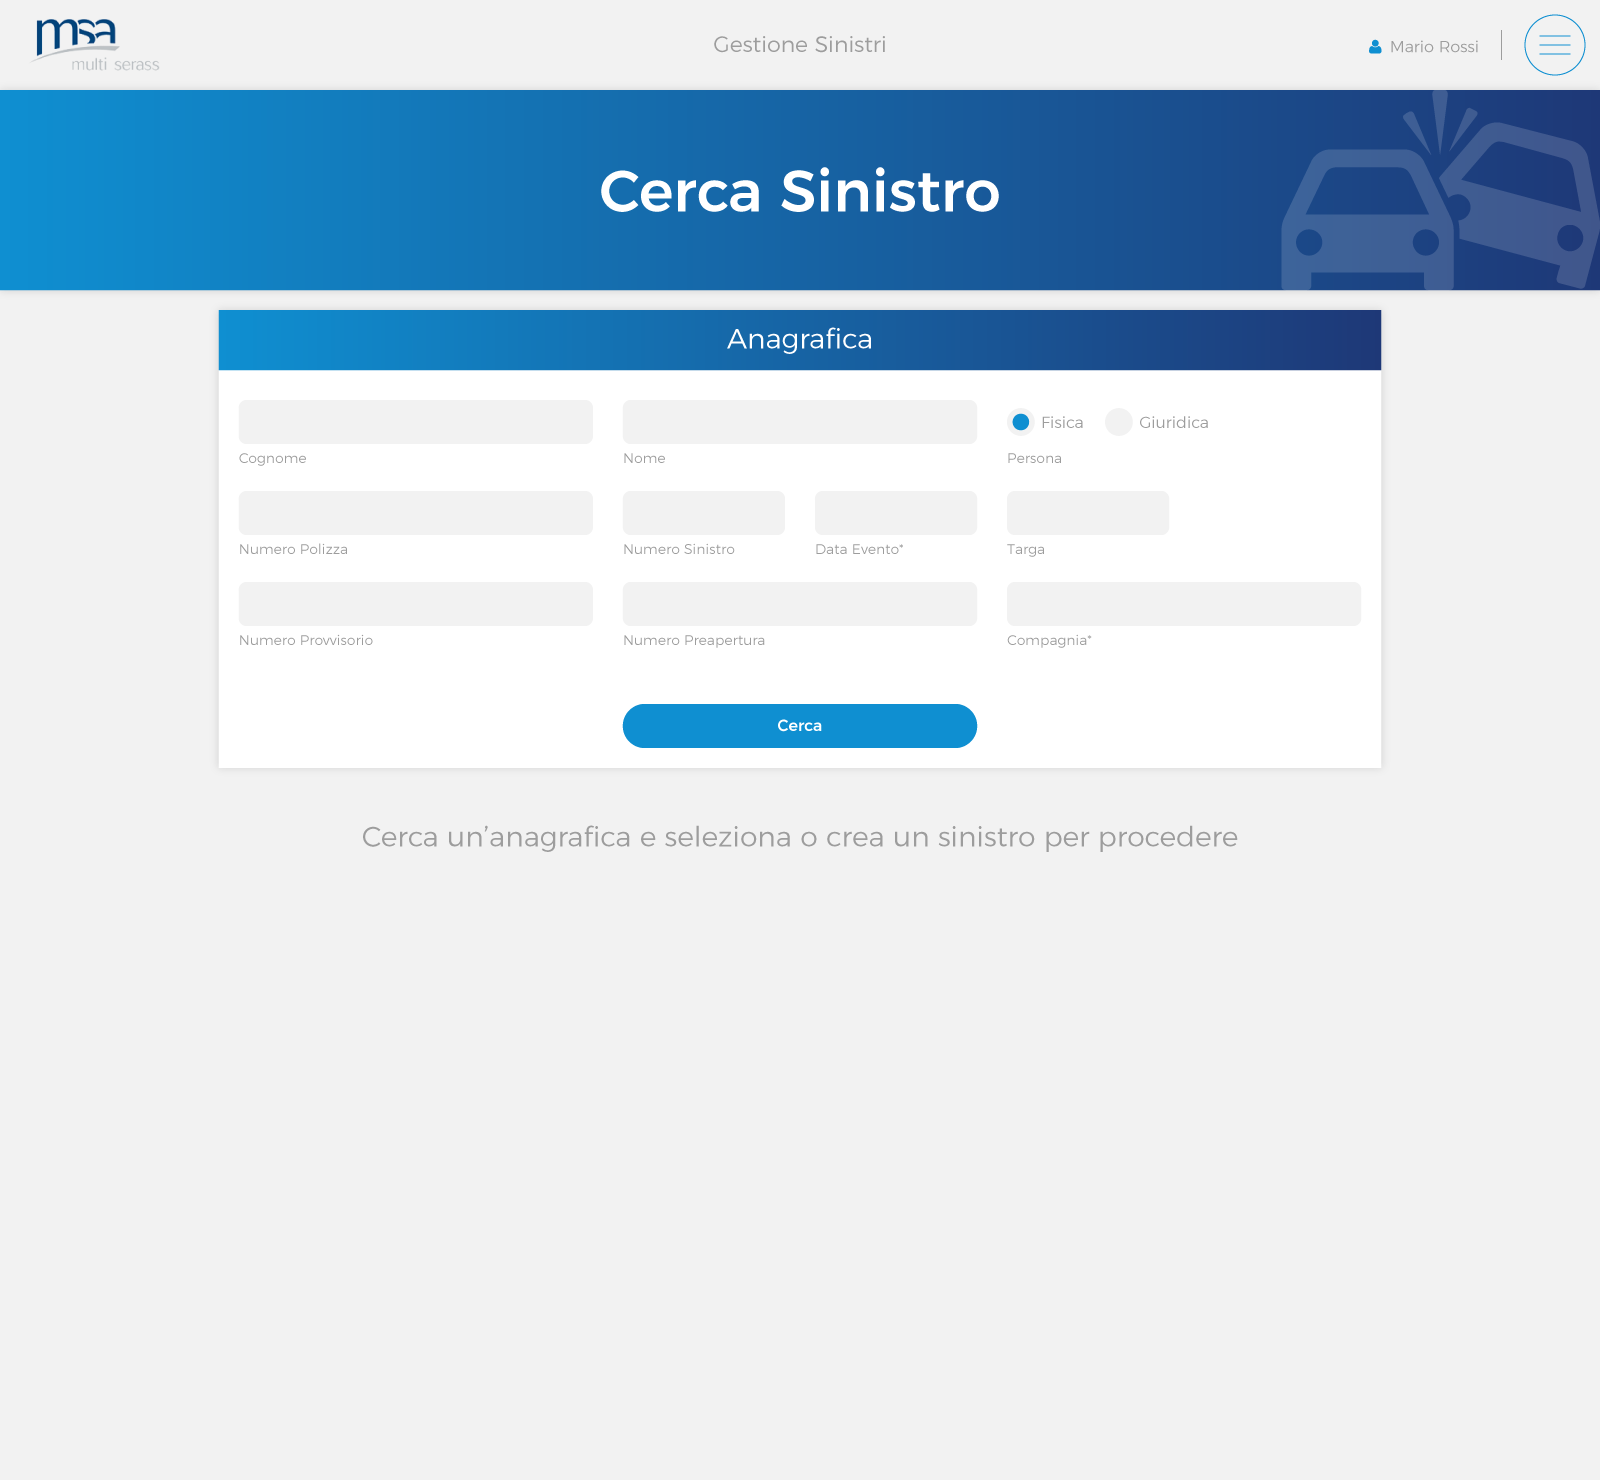 msa
multi serass
Gestione Sinistri
Mario Rossi
Cerca Sinistro
Anagrafica
Fisica Giuridica
Cognome Nome Persona
Numero Polizza Numero Sinistro Data Evento* Targa
Numero Provvisorio Numero Preapertura Compagnia*
Cerca
Cerca un’anagrafica e seleziona o crea un sinistro per procedere